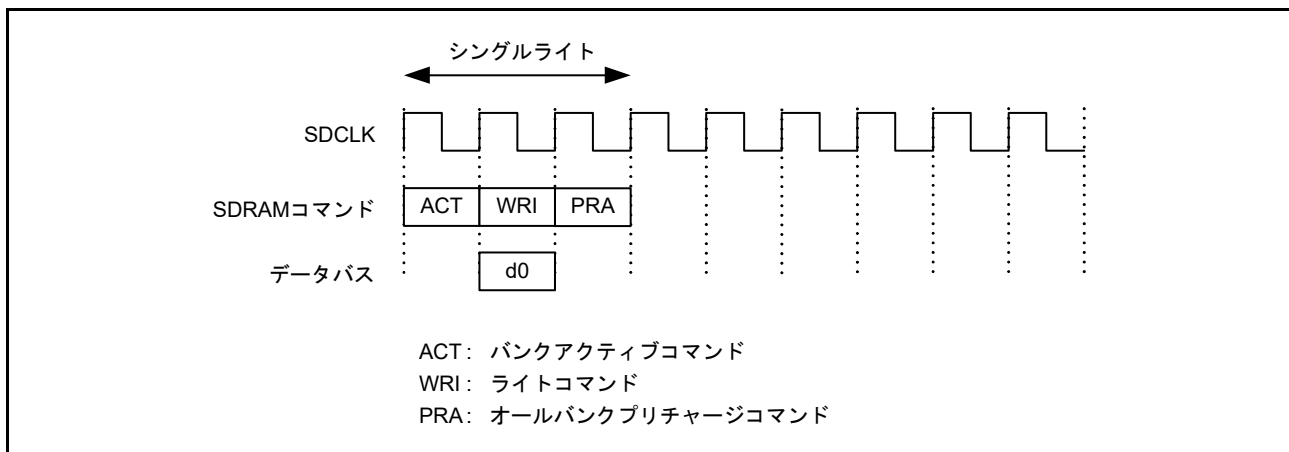 シングルライト
SDCLK
SDRAMコマンド
ACT WRI PRA
データバス
d0
ACT : バンクアクティブコマンド
WRI : ライトコマンド
PRA : オールバンクプリチャージコマンド